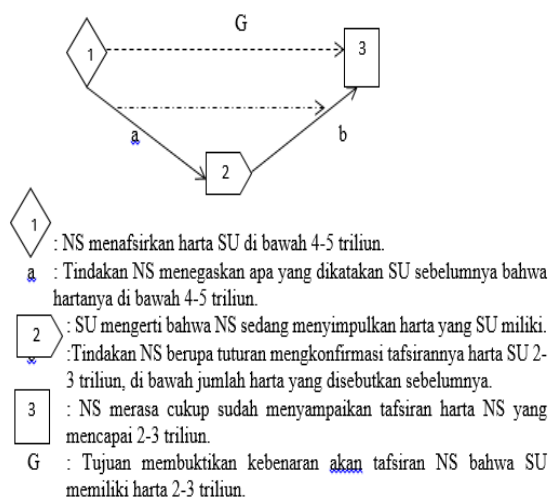 G
1
3
a
b
2
1
: NS menafsirkan harta SU di bawah 4-5 triliun.
a : Tindakan NS menegaskan apa yang dikatakan SU sebelumnya bahwa
hartanya di bawah 4-5 triliun.
2 : SU mengerti bahwa NS sedang menyimpulkan harta yang SU miliki.
:Tindakan NS berupa tuturan mengkonfirmasi tafsirannya harta SU 2-
3 triliun, di bawah jumlah harta yang disebutkan sebelumnya.
3 : NS merasa cukup sudah menyampaikan tafsiran harta NS yang
mencapai 2-3 triliun.
G : Tujuan membuktikan kebenaran akan tafsiran NS bahwa SU
memiliki harta 2-3 triliun.